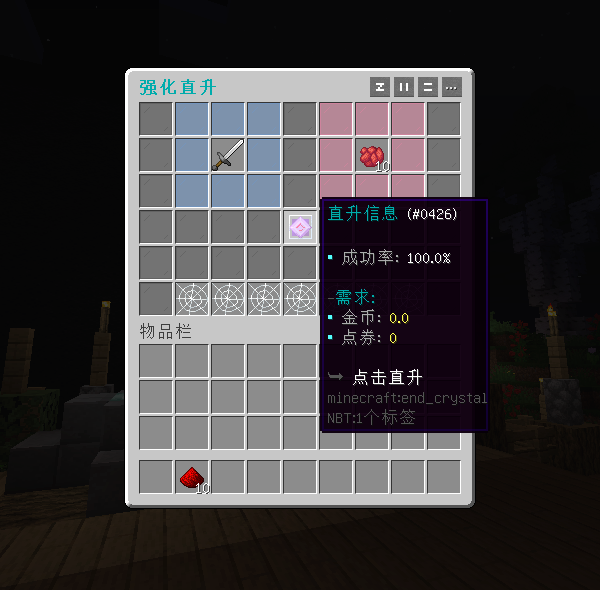 强化直升
10
直升信息 (#0426)
成功率: 100.0%
-需求:
金币: 0.0
点券: 0
点击直升
minecraft:end_crystal
NBT:1个标签
物品栏
10